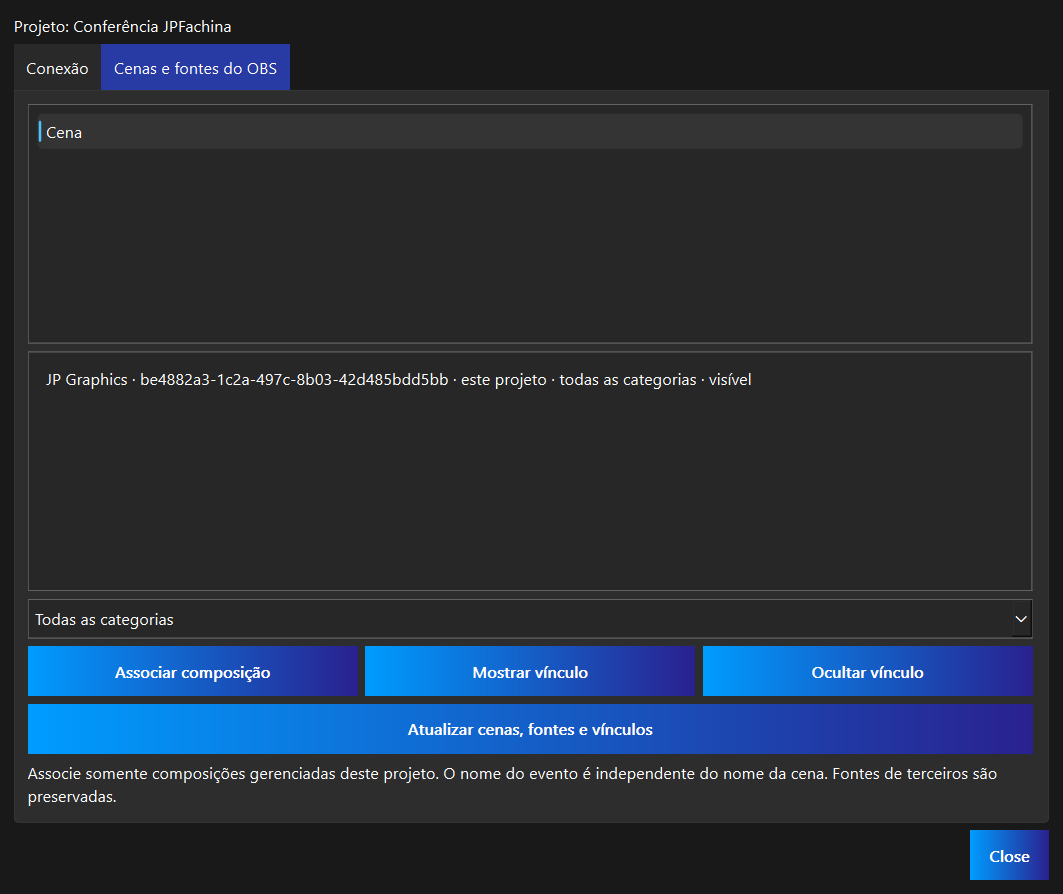 Projeto: Conferência JPFachina
Conexão
Cenas e fontes do OBS
Cena
JP Graphics · be4882a3-1c2a-497c-8b03-42d485bdd5bb · este projeto · todas as categorias · visível
Todas as categorias
Associar composição
Mostrar vínculo
Ocultar vínculo
Atualizar cenas, fontes e vínculos
Associe somente composições gerenciadas deste projeto. O nome do evento é independente do nome da cena. Fontes de terceiros são
preservadas.
Close